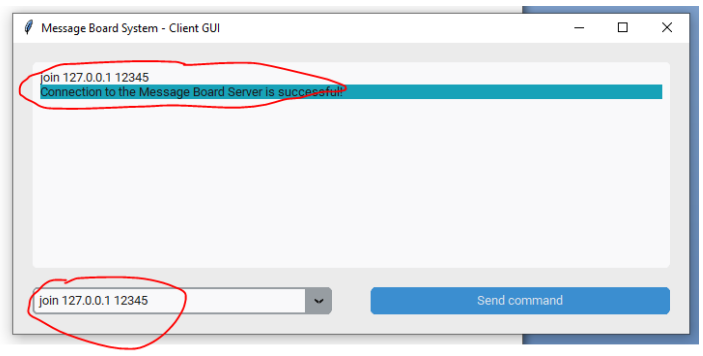 Message Board System - Client GUI
join 127.0.0.1 12345
Connection to the Message Board Server is successful!
join 127.0.0.1 12345
Send command